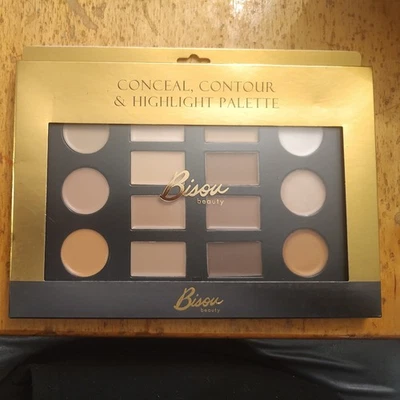 CONCEAL, CONTOUR
& HIGHLIGHT PALETTE
Bisou
beauty
Bisou
beauty